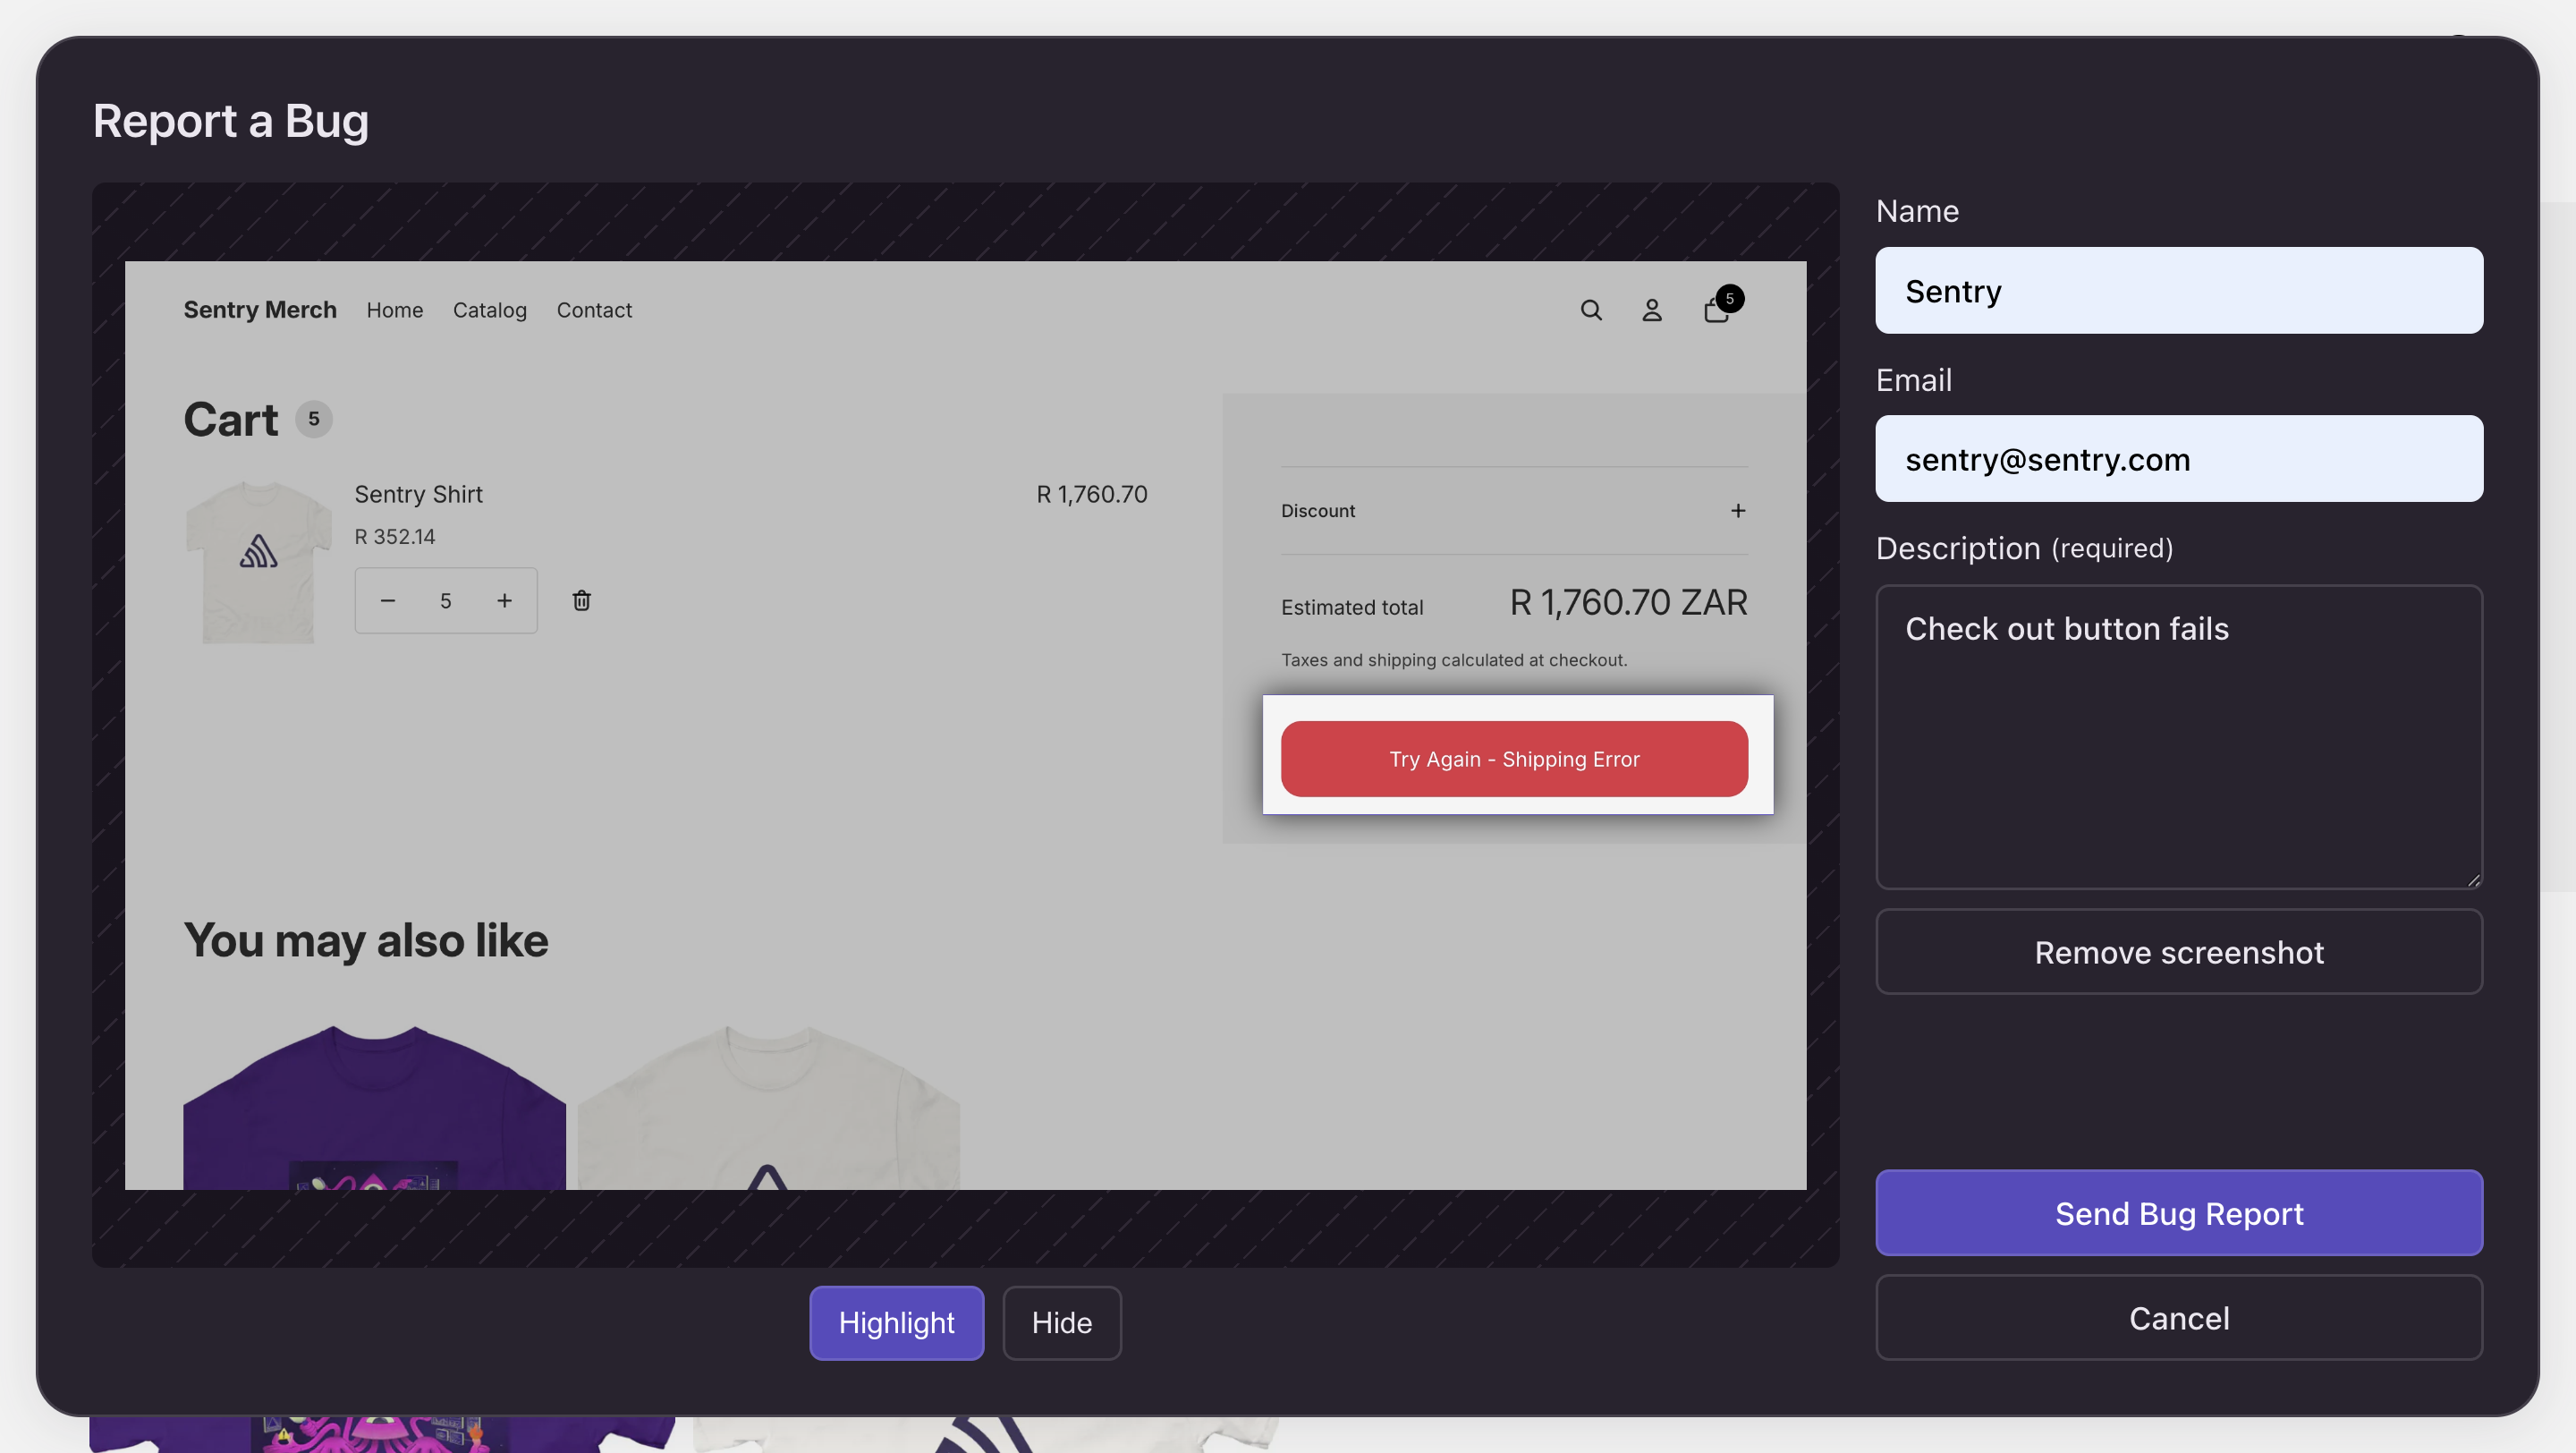 Report a Bug
Sentry Merch Home Catalog Contact
5
Cart 5
Sentry Shirt R 1,760.70
R 352.14
− 5 +
Discount +
Estimated total R 1,760.70 ZAR
Taxes and shipping calculated at checkout.
Try Again - Shipping Error
You may also like
Highlight Hide
Name
Sentry
Email
sentry@sentry.com
Description (required)
Check out button fails
Remove screenshot
Send Bug Report
Cancel